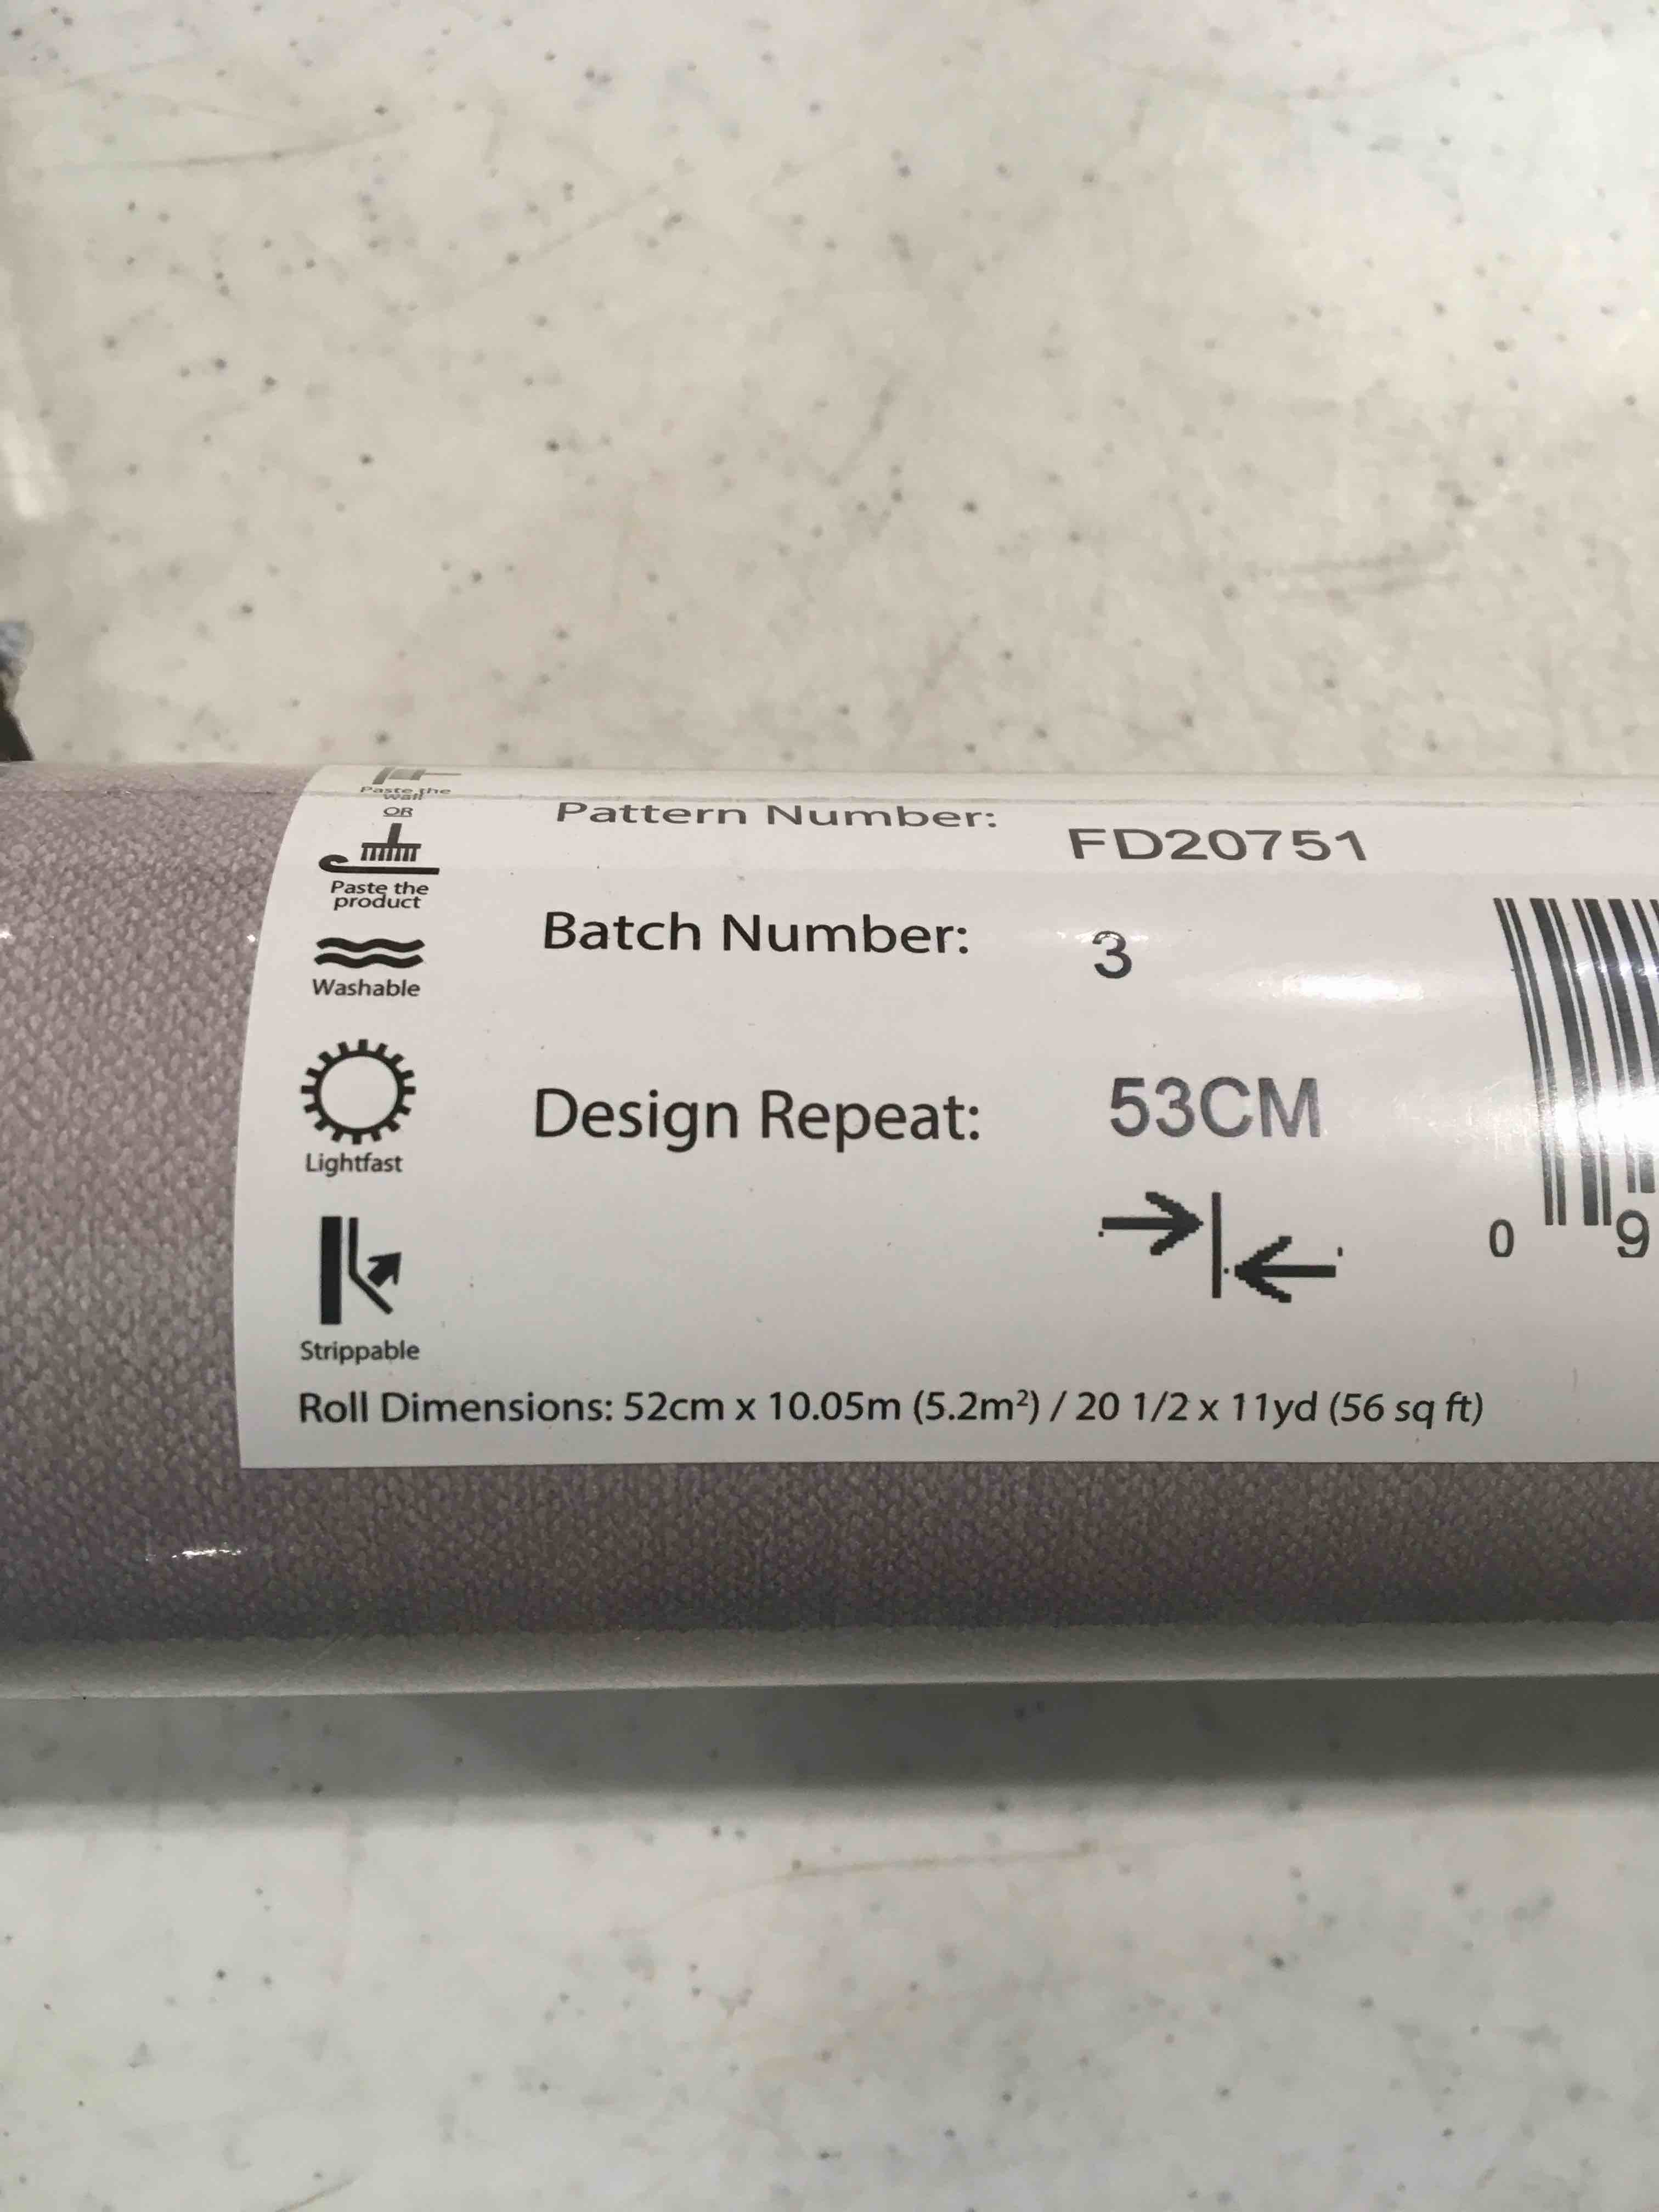 Paste the
wall
OR
Paste the
product
Washable
Lightfast
Strippable
Pattern Number: FD20751
Batch Number: 3
Design Repeat: 53CM
0 9
Roll Dimensions: 52cm x 10.05m (5.2m²) / 20 1/2 x 11yd (56 sq ft)